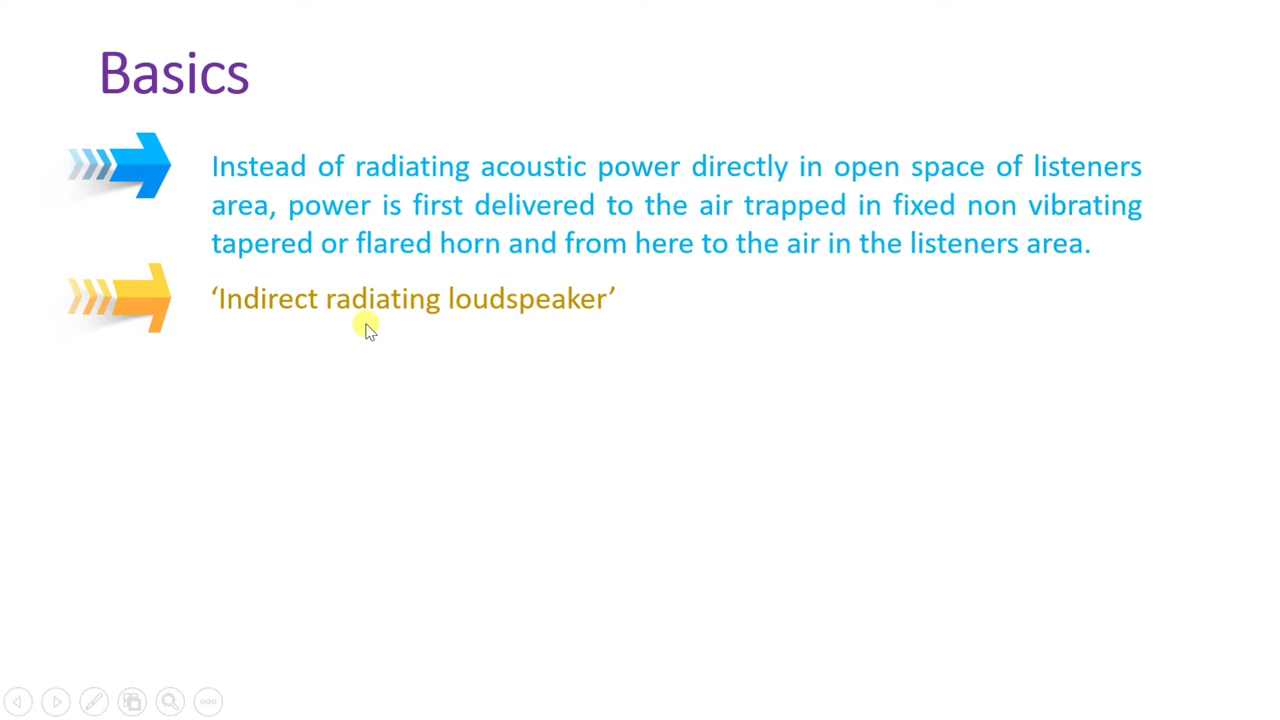 Basics
Instead of radiating acoustic power directly in open space of listeners
area, power is first delivered to the air trapped in fixed non vibrating
tapered or flared horn and from here to the air in the listeners area.
‘Indirect radiating loudspeaker’